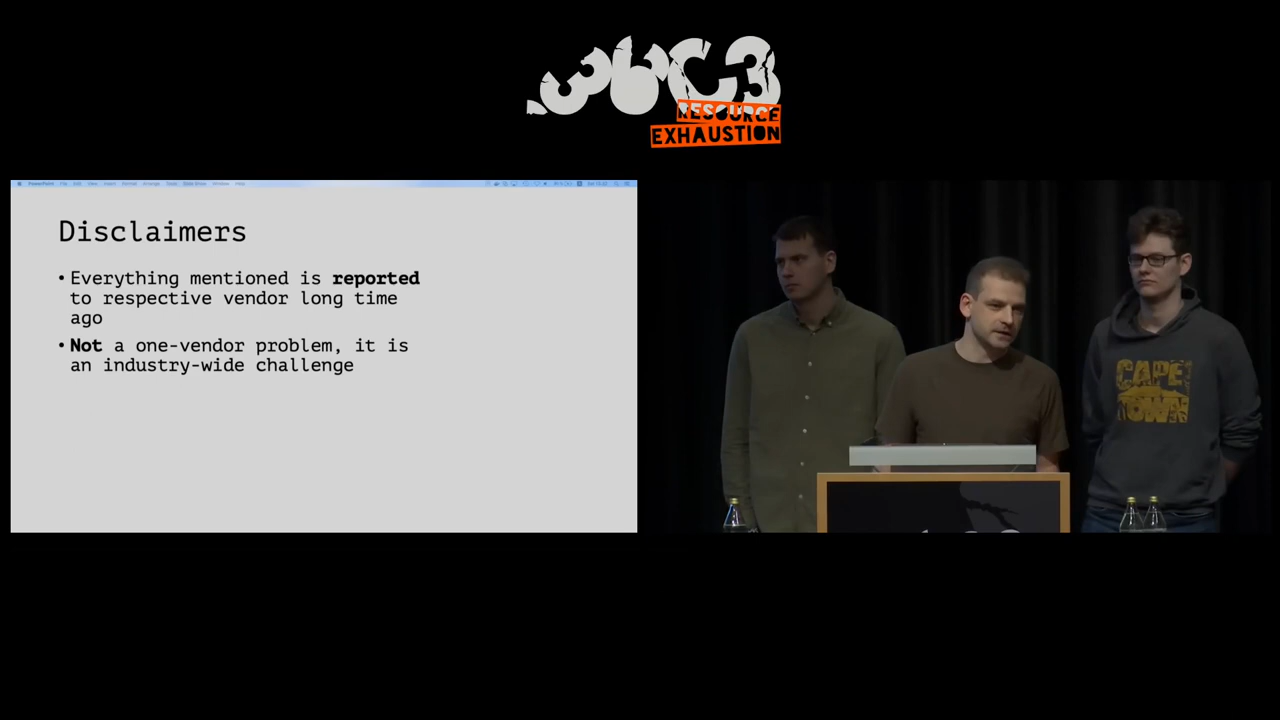 36C3
RESOURCE
EXHAUSTION
Disclaimers
• Everything mentioned is reported
to respective vendor long time
ago
• Not a one-vendor problem, it is
an industry-wide challenge
CAPE
TOWN